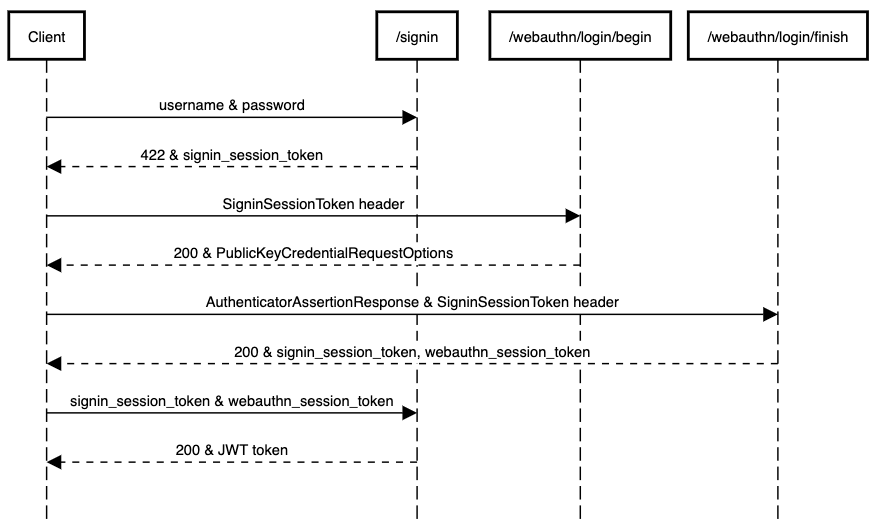 Client
/signin
/webauthn/login/begin
/webauthn/login/finish
username & password
422 & signin_session_token
SigninSessionToken header
200 & PublicKeyCredentialRequestOptions
AuthenticatorAssertionResponse & SigninSessionToken header
200 & signin_session_token, webauthn_session_token
signin_session_token & webauthn_session_token
200 & JWT token